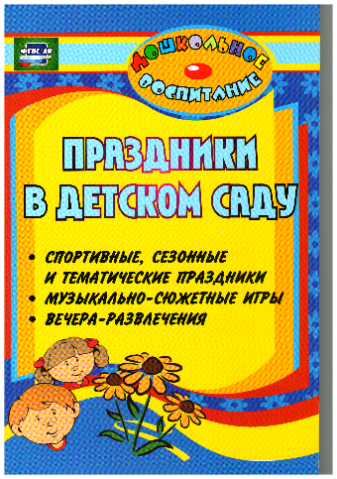 ФГОС ДО
ДОШКОЛЬНОЕ
ВОСПИТАНИЕ
ПРАЗДНИКИ
В ДЕТСКОМ САДУ
• СПОРТИВНЫЕ, СЕЗОННЫЕ
И ТЕМАТИЧЕСКИЕ ПРАЗДНИКИ
• МУЗЫКАЛЬНО-СЮЖЕТНЫЕ ИГРЫ
• ВЕЧЕРА-РАЗВЛЕЧЕНИЯ